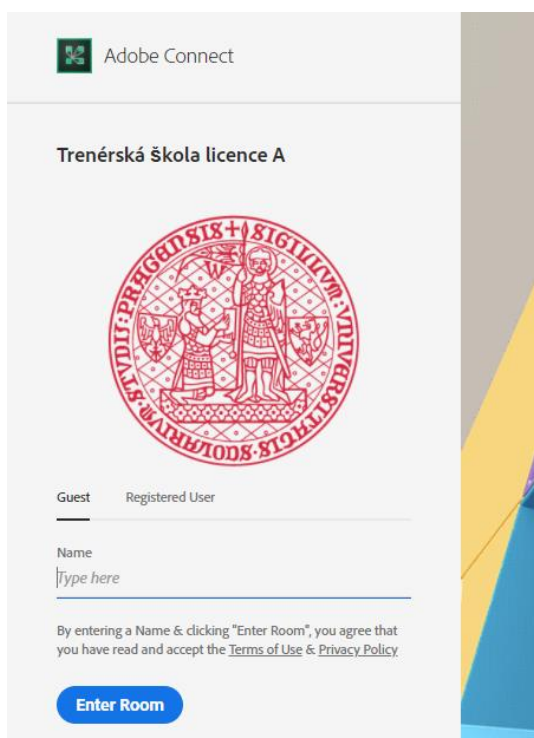 Adobe Connect
Trenérská škola licence A
SIGILLVM:VNIVERSITATIS SCOLARIVM·STVDII:PRAGENSIS+
Guest Registered User
Name
Type here
By entering a Name & clicking "Enter Room", you agree that
you have read and accept the Terms of Use & Privacy Policy
Enter Room